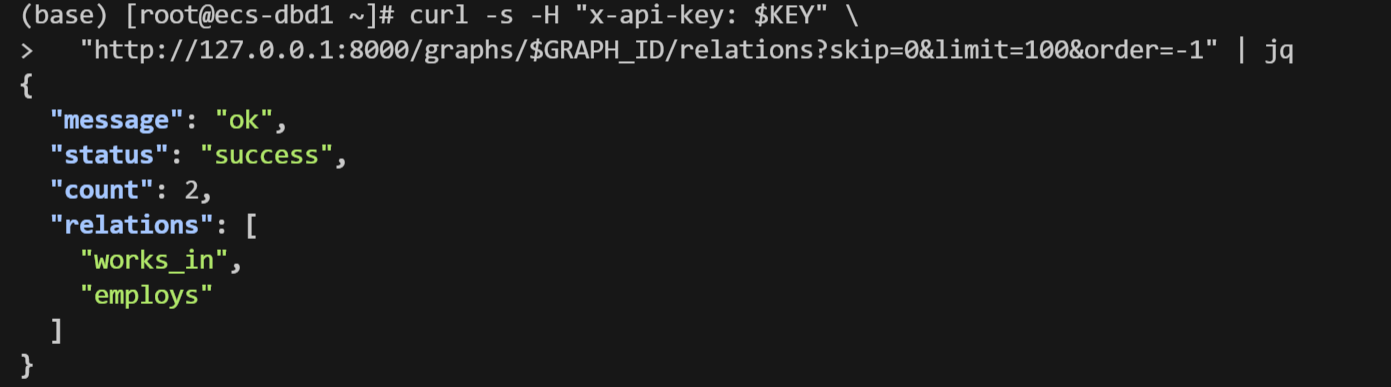 (base) [root@ecs-dbd1 ~]# curl -s -H "x-api-key: $KEY" \
>   "http://127.0.0.1:8000/graphs/$GRAPH_ID/relations?skip=0&limit=100&order=-1" | jq
{
  "message": "ok",
  "status": "success",
  "count": 2,
  "relations": [
    "works_in",
    "employs"
  ]
}